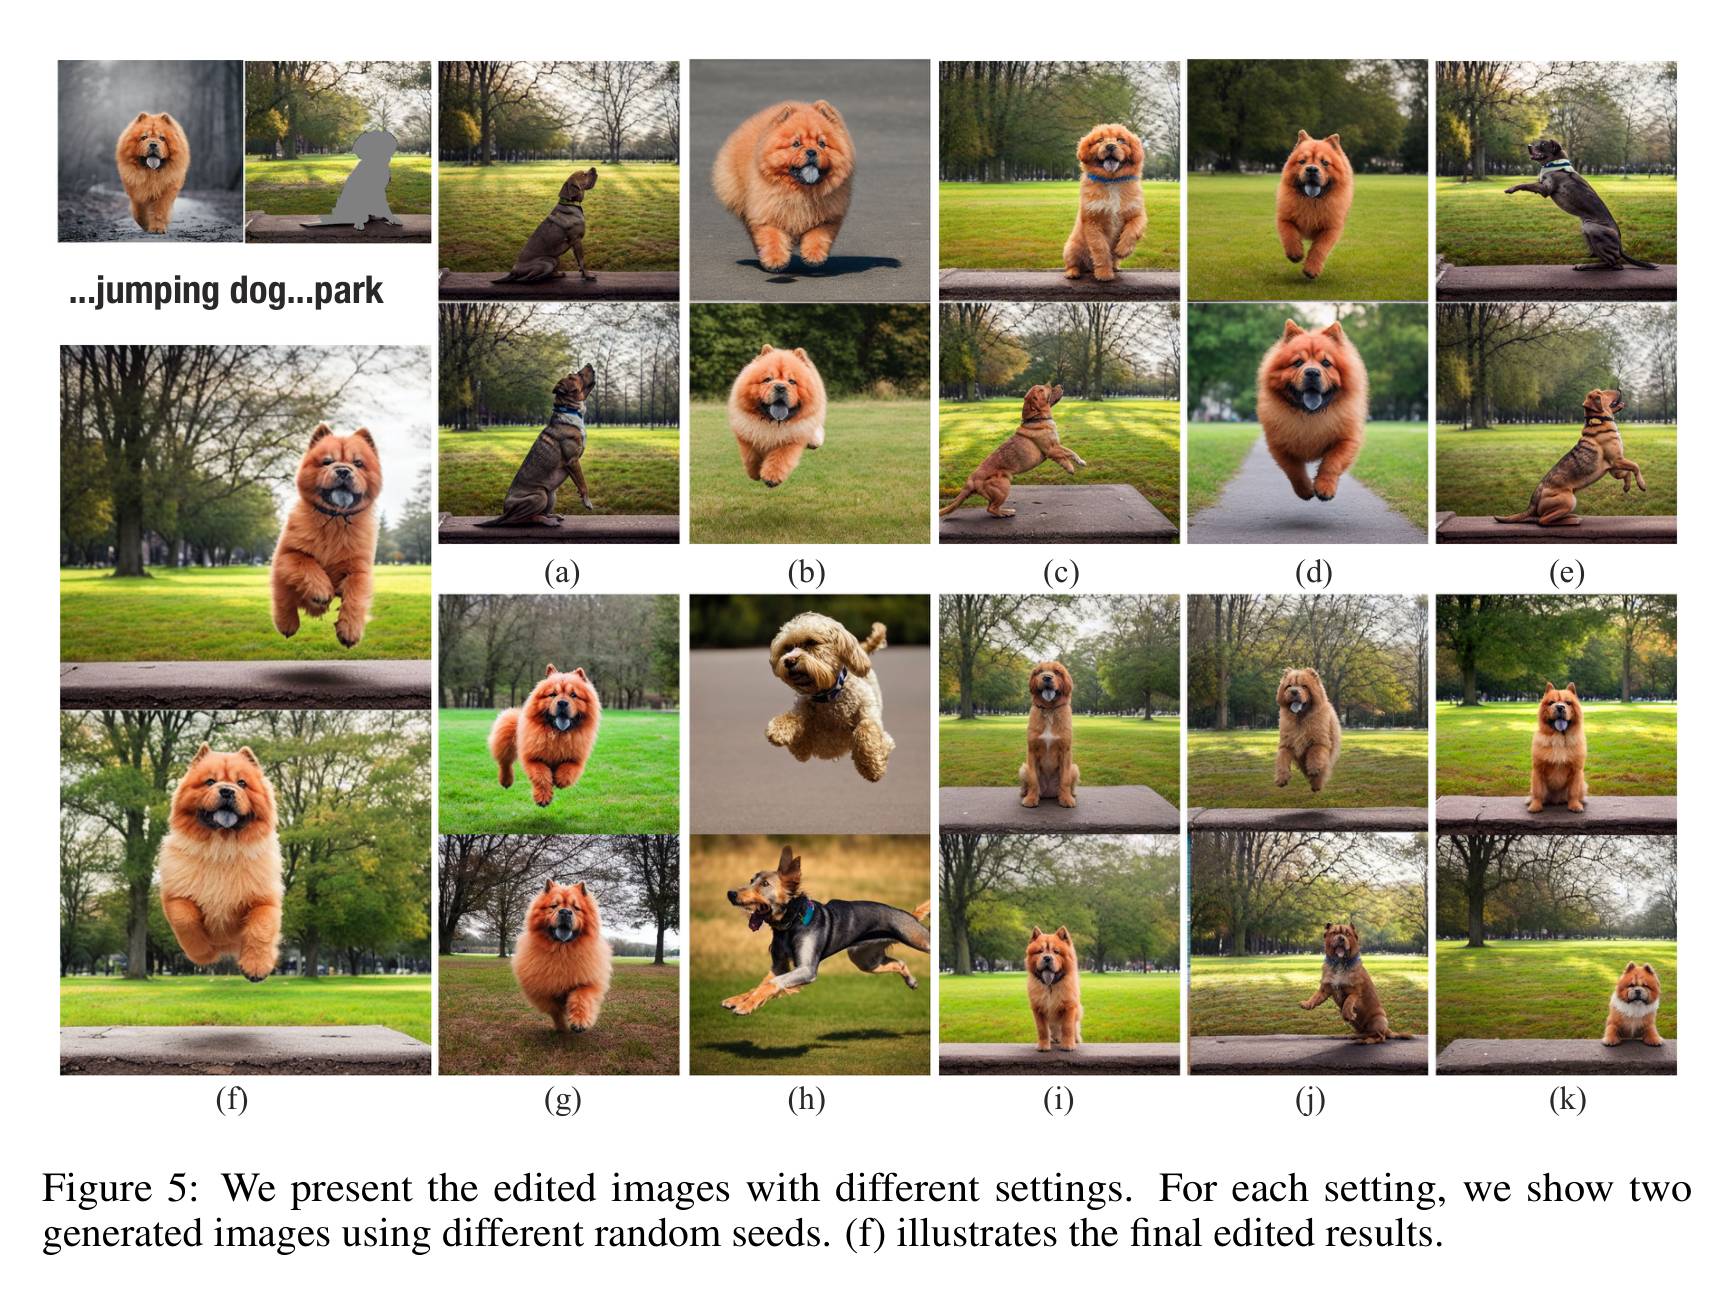 ...jumping dog...park
(a)
(b)
(c)
(d)
(e)
(f)
(g)
(h)
(i)
(j)
(k)
Figure 5: We present the edited images with different settings. For each setting, we show two
generated images using different random seeds. (f) illustrates the final edited results.